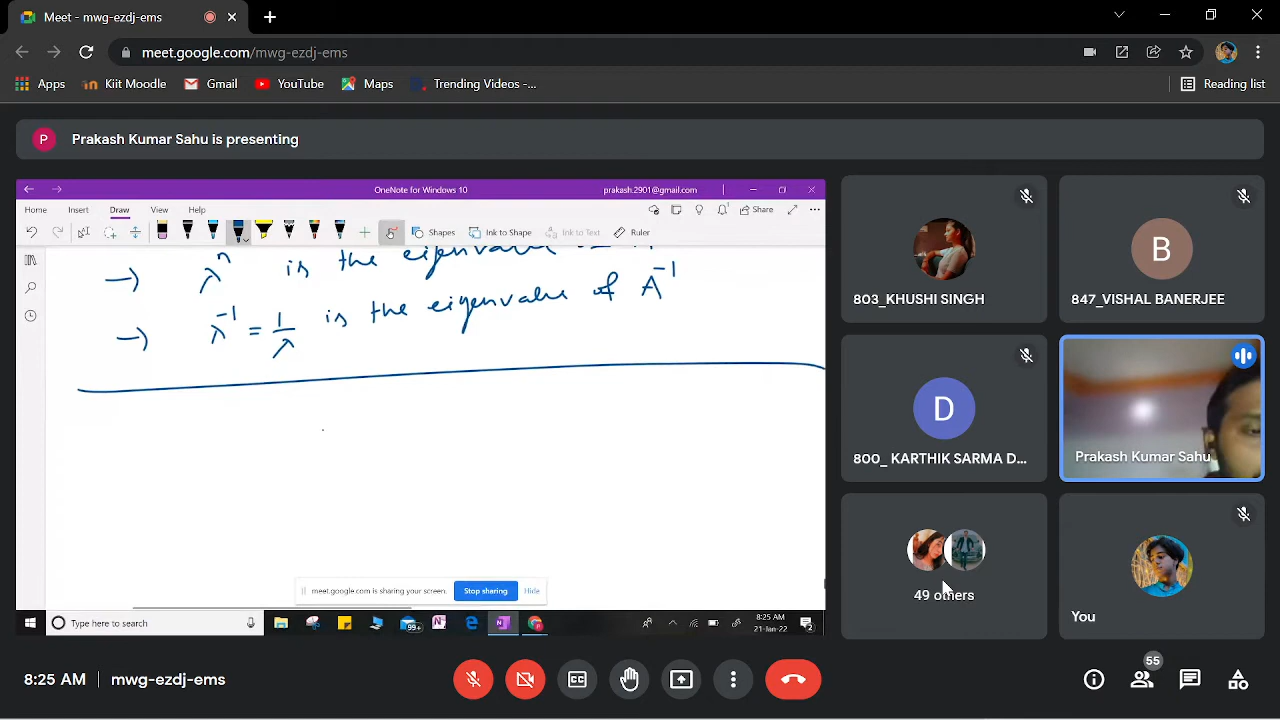 Meet - mwg-ezdj-ems
meet.google.com/mwg-ezdj-ems
Apps Kiit Moodle Gmail YouTube Maps Trending Videos -... Reading list
P Prakash Kumar Sahu is presenting
OneNote for Windows 10 prakash.2901@gmail.com
Home Insert Draw View Help Share
Shapes Ink to Shape Ink to Text Ruler
→ λⁿ is the eigenvalue
→ λ⁻¹ = 1/λ is the eigenvalue of A⁻¹
meet.google.com is sharing your screen. Stop sharing Hide
Type here to search 99+ 8:25 AM
21-Jan-22 2
803_KHUSHI SINGH
B
847_VISHAL BANERJEE
D
800_ KARTHIK SARMA D...
Prakash Kumar Sahu
49 others
You
8:25 AM mwg-ezdj-ems 55